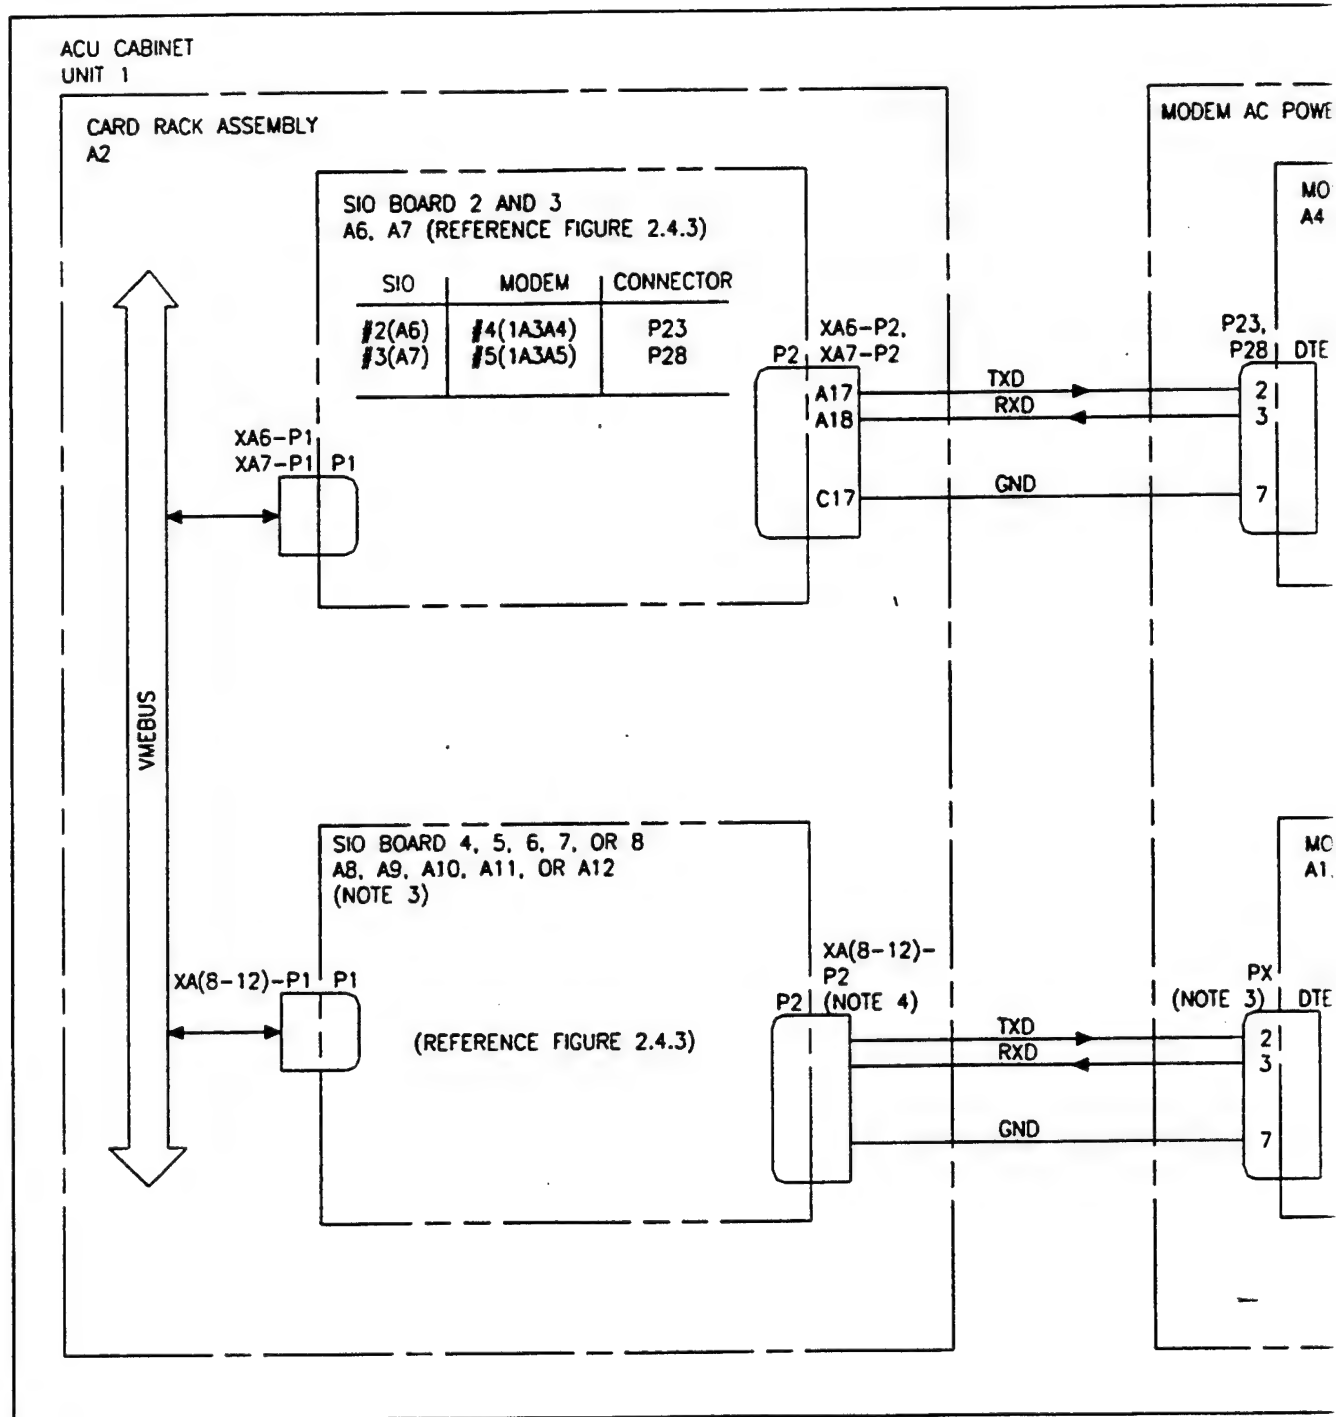 ACU CABINET
UNIT 1
CARD RACK ASSEMBLY
A2
MODEM AC POWE
SIO BOARD 2 AND 3
A6, A7 (REFERENCE FIGURE 2.4.3)
SIO MODEM CONNECTOR
#2(A6) #4(1A3A4) P23
#3(A7) #5(1A3A5) P28
MO
A4
XA6-P2,
P2 XA7-P2
P23,
P28 DTE
A17 TXD 2
A18 RXD 3
C17 GND 7
XA6-P1
XA7-P1 P1
VMEBUS
SIO BOARD 4, 5, 6, 7, OR 8
A8, A9, A10, A11, OR A12
(NOTE 3)
MO
A1,
XA(8-12)-P1 P1
XA(8-12)-
P2
P2 (NOTE 4)
PX
(NOTE 3) DTE
(REFERENCE FIGURE 2.4.3)
TXD 2
RXD 3
GND 7